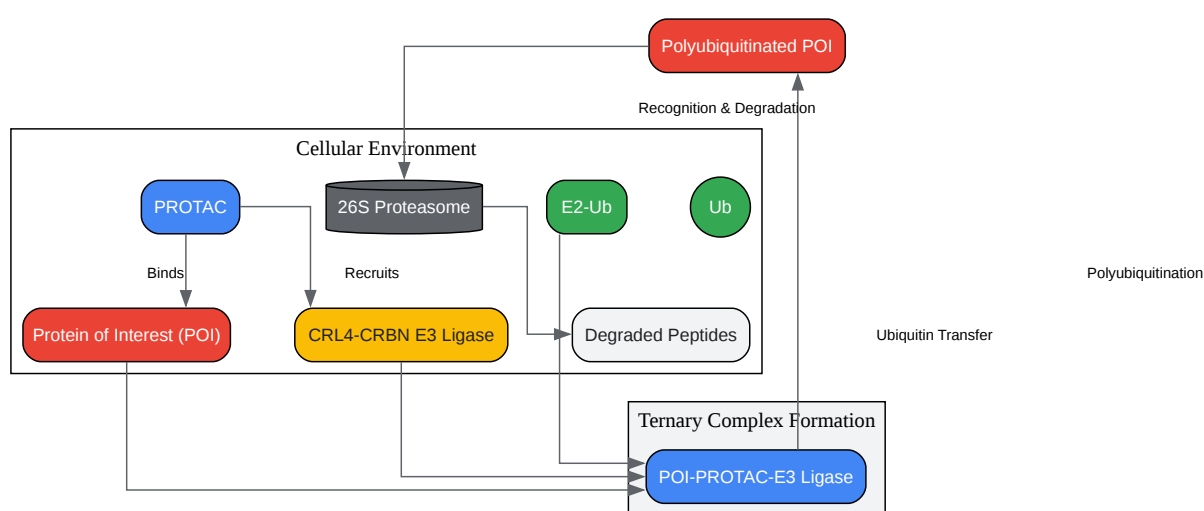 Polyubiquitinated POI
Recognition & Degradation
Cellular Environment
PROTAC
26S Proteasome
E2-Ub
Ub
Binds
Recruits
Polyubiquitination
Protein of Interest (POI)
CRL4-CRBN E3 Ligase
Degraded Peptides
Ubiquitin Transfer
Ternary Complex Formation
POI-PROTAC-E3 Ligase